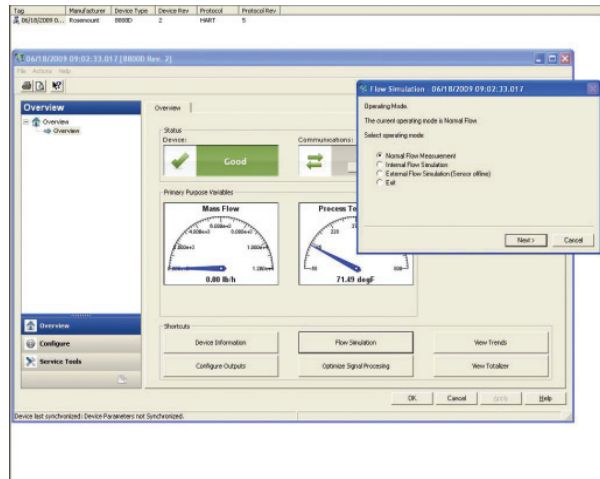 Tag Manufacturer Device Type Device Rev Protocol Protocol Rev
06/18/2009 0... Rosemount 8800D 2 HART 5
06/18/2009 09:02:33.017 [8800D Rev. 2]
File Actions Help
Overview
Overview
Overview
Overview
Configure
Service Tools
Overview
Status
Device:
Good
Communications:
Primary Purpose Variables
Mass Flow
0.00 lb/h
Process Te
71.49 degF
Shortcuts
Device Information Flow Simulation View Trends
Configure Outputs Optimize Signal Processing View Totalizer
OK Cancel Apply Help
Device last synchronized: Device Parameters not Synchronized.
Flow Simulation 06/18/2009 09:02:33.017
Operating Mode.
The current operating mode is Normal Flow
Select operating mode:
Normal Flow Measurement
Internal Flow Simulation
External Flow Simulation (Sensor offline)
Exit
Next > Cancel